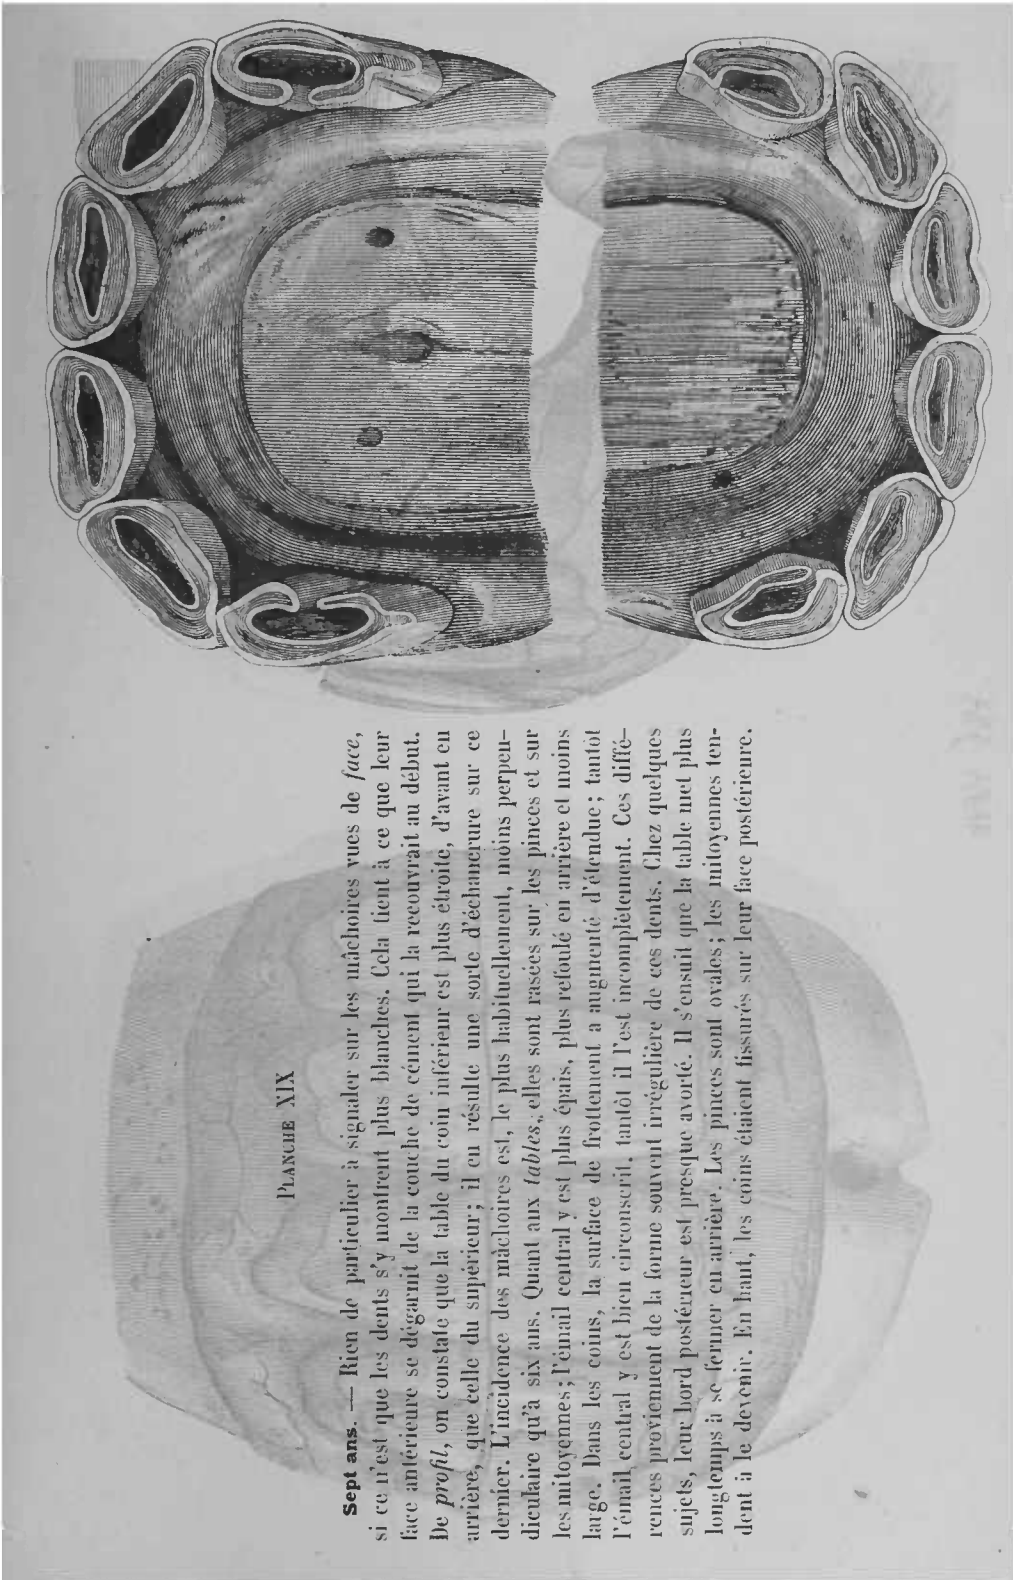 PLANCHE XIX
Sept ans. — Rien de particulier à signaler sur les mâchoires vues de face,
si ce n'est que les dents s'y montrent plus blanches. Cela tient à ce que leur
face antérieure se dégarnit de la couche de cément qui la recouvrait au début.
De profil, on constate que la table du coin inférieur est plus étroite, d'avant en
arrière, que celle du supérieur; il en résulte une sorte d'échancrure sur ce
dernier. L'incidence des mâchoires est, le plus habituellement, moins perpen-
diculaire qu'à six ans. Quant aux tables, elles sont rasées sur les pinces et sur
les mitoyennes; l'émail central y est plus épais, plus refoulé en arrière et moins
large. Dans les coins, la surface de frottement a augmenté d'étendue; tantôt
l'émail central y est bien circonscrit, tantôt il l'est incomplètement. Ces diffé-
rences proviennent de la forme souvent irrégulière de ces dents. Chez quelques
sujets, leur bord postérieur est presque avorté. Il s'ensuit que la table met plus
longtemps à se fermer en arrière. Les pinces sont ovales; les mitoyennes ten-
dent à le devenir. En haut, les coins étaient fissurés sur leur face postérieure.